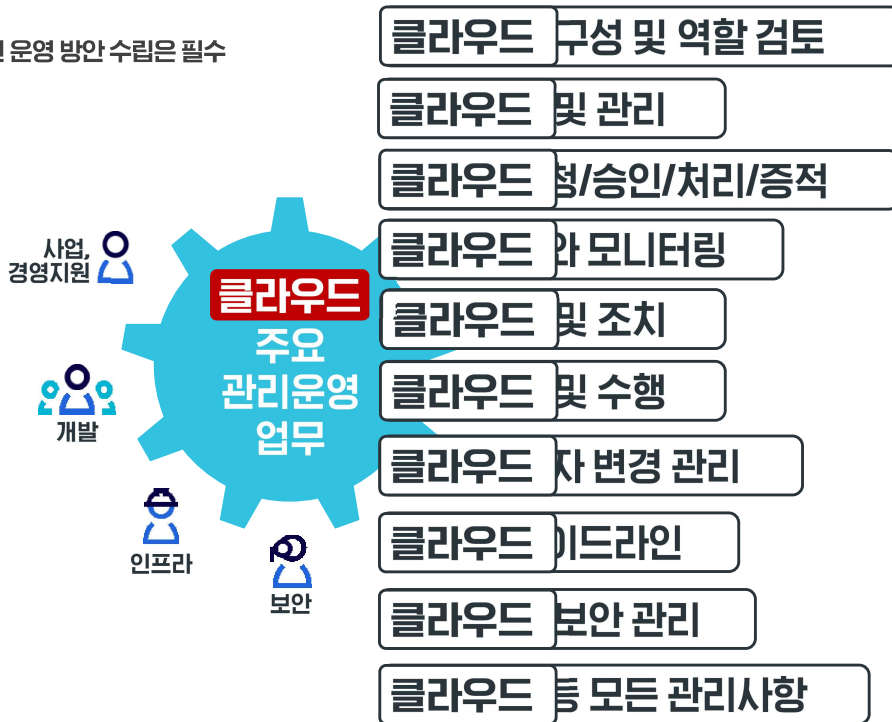 운영 방안 수립은 필수
클라우드 구성 및 역할 검토
클라우드 및 관리
클라우드 청/승인/처리/증적
클라우드 와 모니터링
클라우드 및 조치
클라우드 및 수행
클라우드 자 변경 관리
클라우드 이드라인
클라우드 보안 관리
클라우드 등 모든 관리사항
클라우드
주요
관리운영
업무
사업,
경영지원
개발
인프라
보안